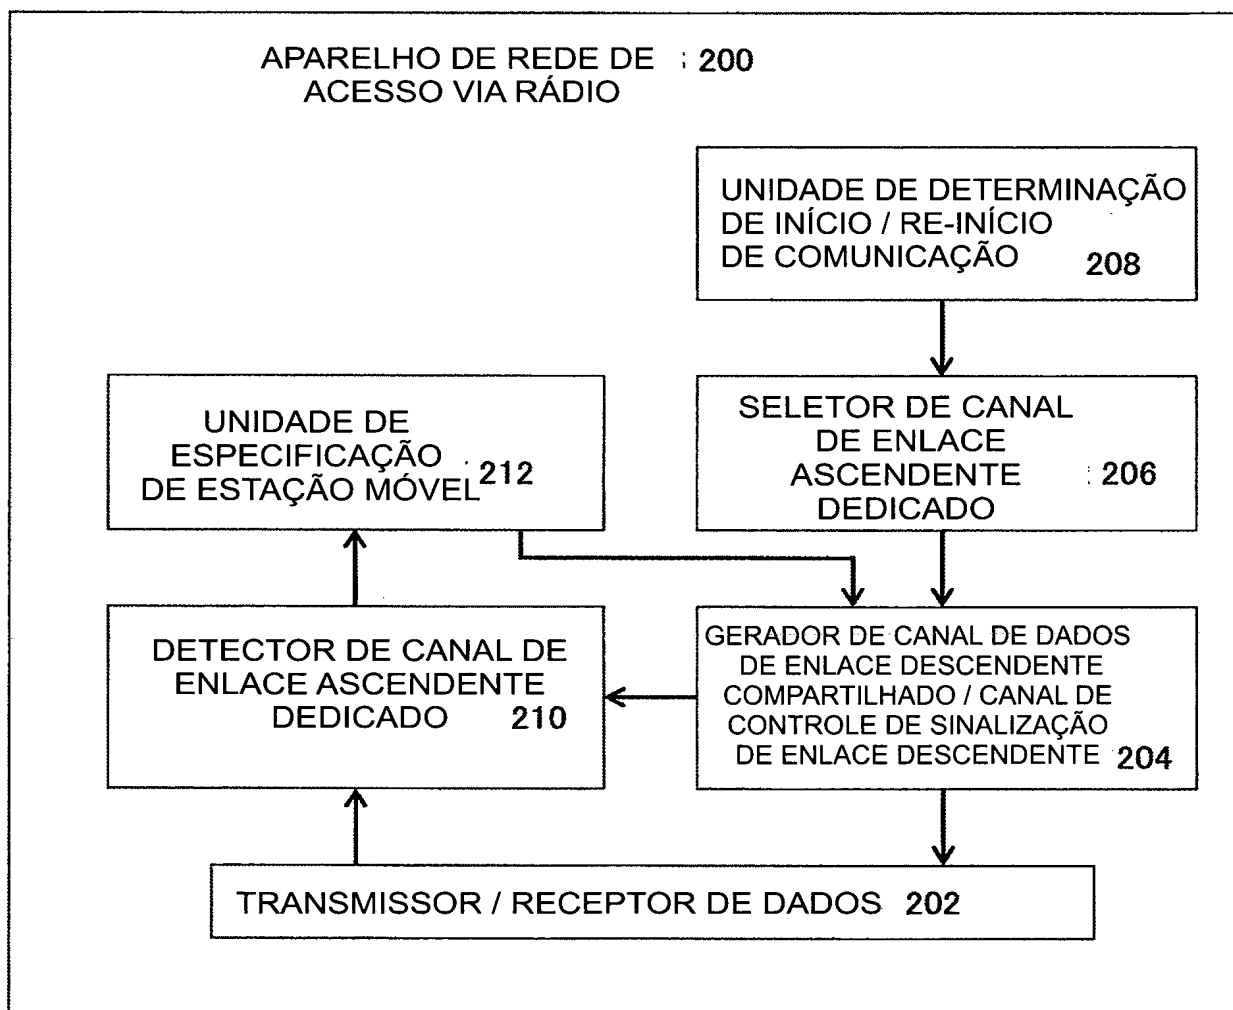 APARELHO DE REDE DE 200
ACESSO VIA RÁDIO
UNIDADE DE DETERMINAÇÃO
DE INÍCIO / RE-INÍCIO
DE COMUNICAÇÃO 208
UNIDADE DE
ESPECIFICAÇÃO
DE ESTAÇÃO MÓVEL 212
SELETOR DE CANAL
DE ENLACE
ASCENDENTE 206
DEDICADO
DETECTOR DE CANAL DE
ENLACE ASCENDENTE
DEDICADO 210
GERADOR DE CANAL DE DADOS
DE ENLACE DESCENDENTE
COMPARTILHADO / CANAL DE
CONTROLE DE SINALIZAÇÃO
DE ENLACE DESCENDENTE 204
TRANSMISSOR / RECEPTOR DE DADOS 202